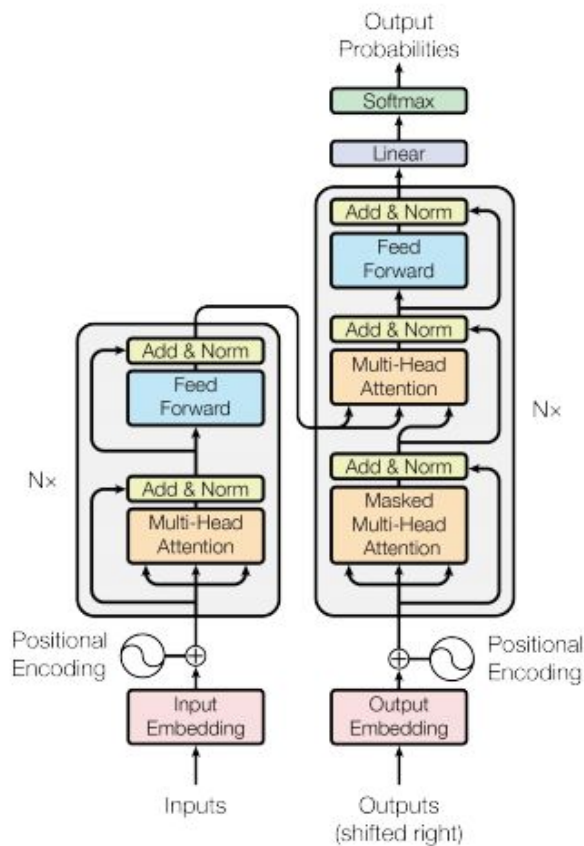 Output
Probabilities
Softmax
Linear
Add & Norm
Feed
Forward
Add & Norm
Multi-Head
Attention
Nx
Add & Norm
Masked
Multi-Head
Attention
Add & Norm
Feed
Forward
Nx
Add & Norm
Multi-Head
Attention
Positional
Encoding
Positional
Encoding
Input
Embedding
Output
Embedding
Inputs
Outputs
(shifted right)